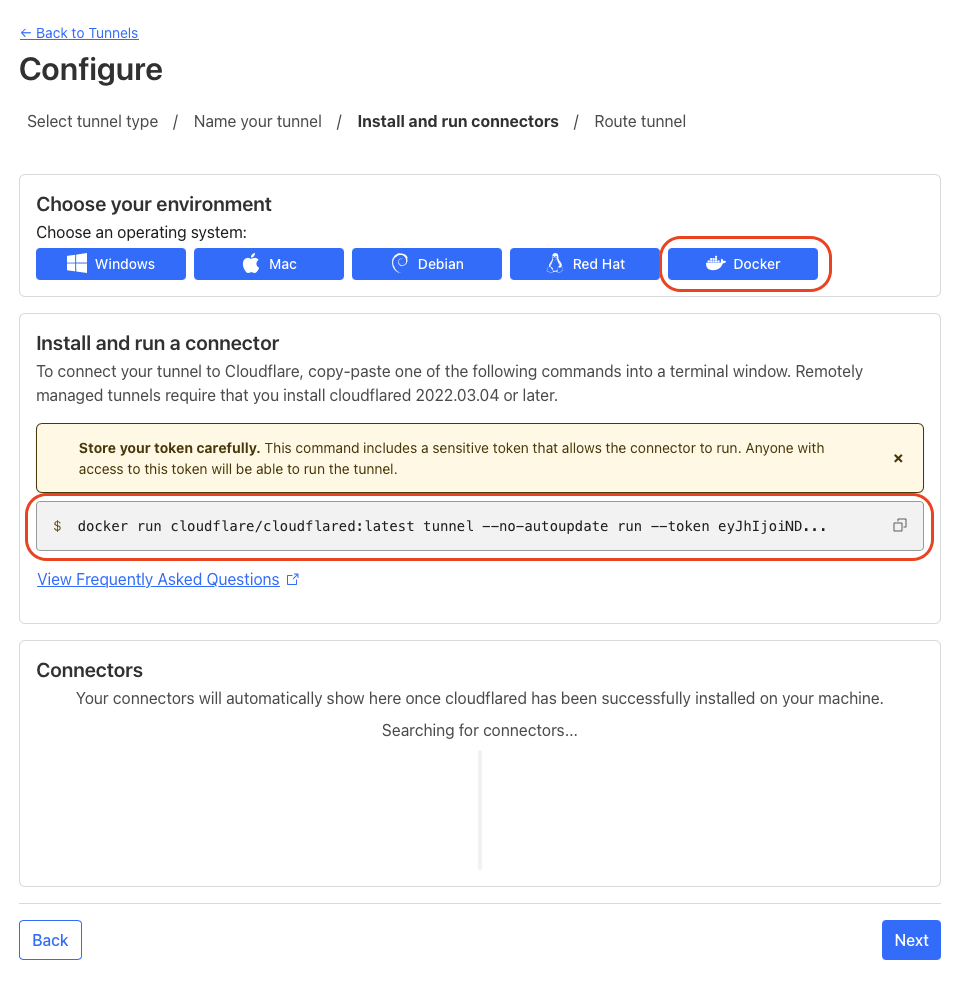 ← Back to Tunnels
Configure
Select tunnel type / Name your tunnel / Install and run connectors / Route tunnel
Choose your environment
Choose an operating system:
Windows Mac Debian Red Hat Docker
Install and run a connector
To connect your tunnel to Cloudflare, copy-paste one of the following commands into a terminal window. Remotely
managed tunnels require that you install cloudflared 2022.03.04 or later.
Store your token carefully. This command includes a sensitive token that allows the connector to run. Anyone with
access to this token will be able to run the tunnel.
$ docker run cloudflare/cloudflared:latest tunnel --no-autoupdate run --token eyJhIjoiND...
View Frequently Asked Questions
Connectors
Your connectors will automatically show here once cloudflared has been successfully installed on your machine.
Searching for connectors...
Back Next